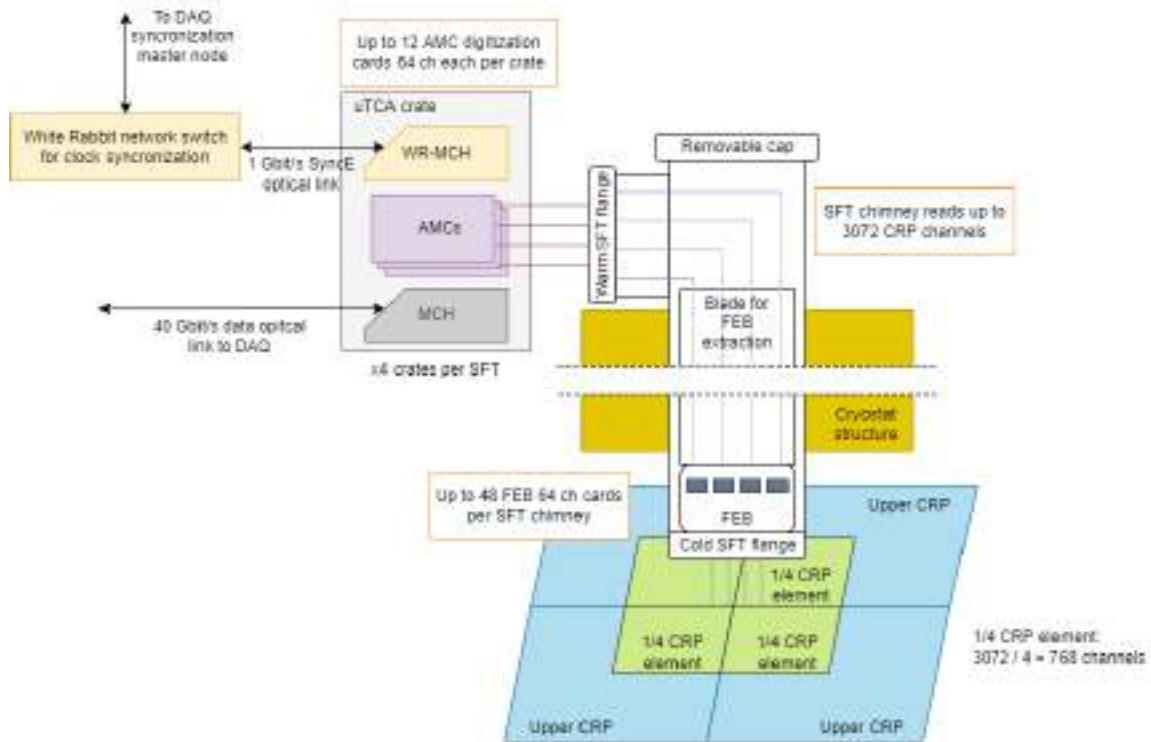 To DAQ
syncronization
master node
White Rabbit network switch
for clock syncronization
1 Gbit/s SyncE
optical link
Up to 12 AMC digitization
cards 64 ch each per crate
uTCA crate
WR-MCH
AMCs
MCH
40 Gbit/s data opitcal
link to DAQ
x4 crates per SFT
Removable cap
Warm SFT flange
SFT chimney reads up to
3072 CRP channels
Blade for
FEB
extraction
Cryostat
structure
Up to 48 FEB 64 ch cards
per SFT chimney
FEB
Cold SFT flange
Upper CRP
1/4 CRP
element
1/4 CRP
element
1/4 CRP
element
1/4 CRP element:
3072 / 4 = 768 channels
Upper CRP
Upper CRP